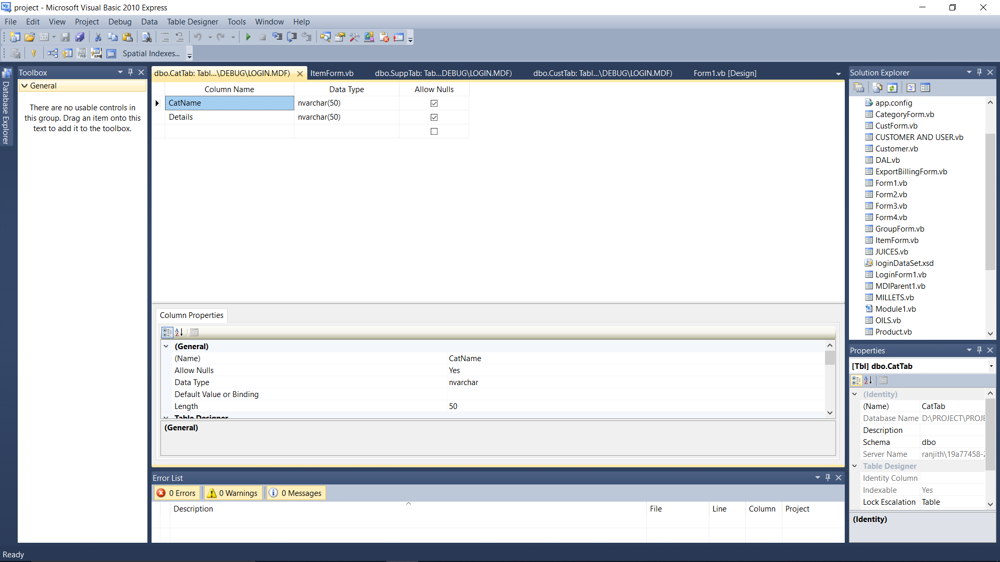 project - Microsoft Visual Basic 2010 Express
File Edit View Project Debug Data Table Designer Tools Window Help
Spatial Indexes...
Database Explorer
Toolbox
General
There are no usable controls in
this group. Drag an item onto this
text to add it to the toolbox.
dbo.CatTab: Tabl...\DEBUG\LOGIN.MDF) ItemForm.vb dbo.SuppTab: Tab...DEBUG\LOGIN.MDF) dbo.CustTab: Tabl...\DEBUG\LOGIN.MDF) Form1.vb [Design]
Column Name Data Type Allow Nulls
CatName nvarchar(50)
Details nvarchar(50)
Column Properties
(General)
(Name) CatName
Allow Nulls Yes
Data Type nvarchar
Default Value or Binding
Length 50
Table Designer
(General)
Error List
0 Errors 0 Warnings 0 Messages
Description File Line Column Project
Solution Explorer
app.config
CategoryForm.vb
CustForm.vb
CUSTOMER AND USER.vb
Customer.vb
DAL.vb
ExportBillingForm.vb
Form1.vb
Form2.vb
Form3.vb
Form4.vb
GroupForm.vb
ItemForm.vb
JUICES.vb
loginDataSet.xsd
LoginForm1.vb
MDIParent1.vb
MILLETS.vb
Module1.vb
OILS.vb
Product.vb
Properties
[Tbl] dbo.CatTab
(Identity)
(Name) CatTab
Database Name D:\PROJECT\PROJE
Description
Schema dbo
Server Name ranjith\19a77458-2
Table Designer
Identity Column
Indexable Yes
Lock Escalation Table
(Identity)
Ready